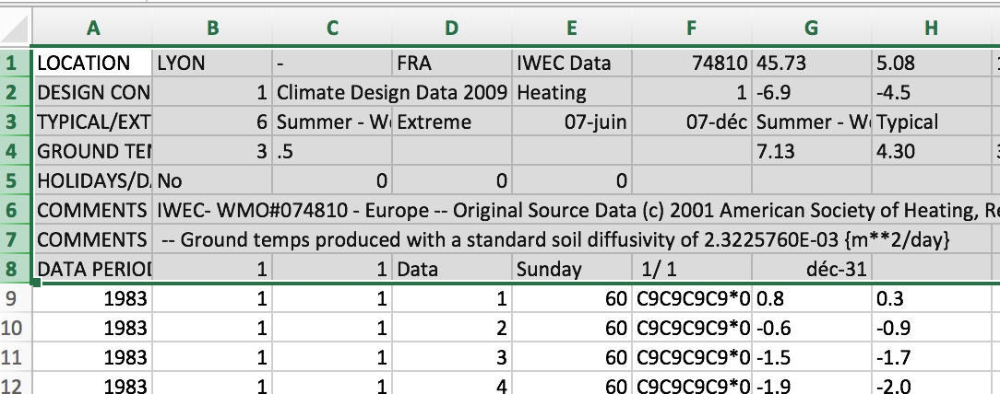 A B C D E F G H
1 LOCATION LYON - FRA IWEC Data 74810 45.73 5.08
2 DESIGN CON 1 Climate Design Data 2009 Heating 1 -6.9 -4.5
3 TYPICAL/EXT 6 Summer - We Extreme 07-juin 07-déc Summer - We Typical
4 GROUND TEM 3 .5 7.13 4.30
5 HOLIDAYS/DA No 0 0 0
6 COMMENTS IWEC- WMO#074810 - Europe -- Original Source Data (c) 2001 American Society of Heating, Re
7 COMMENTS -- Ground temps produced with a standard soil diffusivity of 2.3225760E-03 {m**2/day}
8 DATA PERIOD 1 1 Data Sunday 1/ 1 déc-31
9 1983 1 1 1 60 C9C9C9C9*0 0.8 0.3
10 1983 1 1 2 60 C9C9C9C9*0 -0.6 -0.9
11 1983 1 1 3 60 C9C9C9C9*0 -1.5 -1.7
12 1983 1 1 4 60 C9C9C9C9*0 -1.9 -2.0